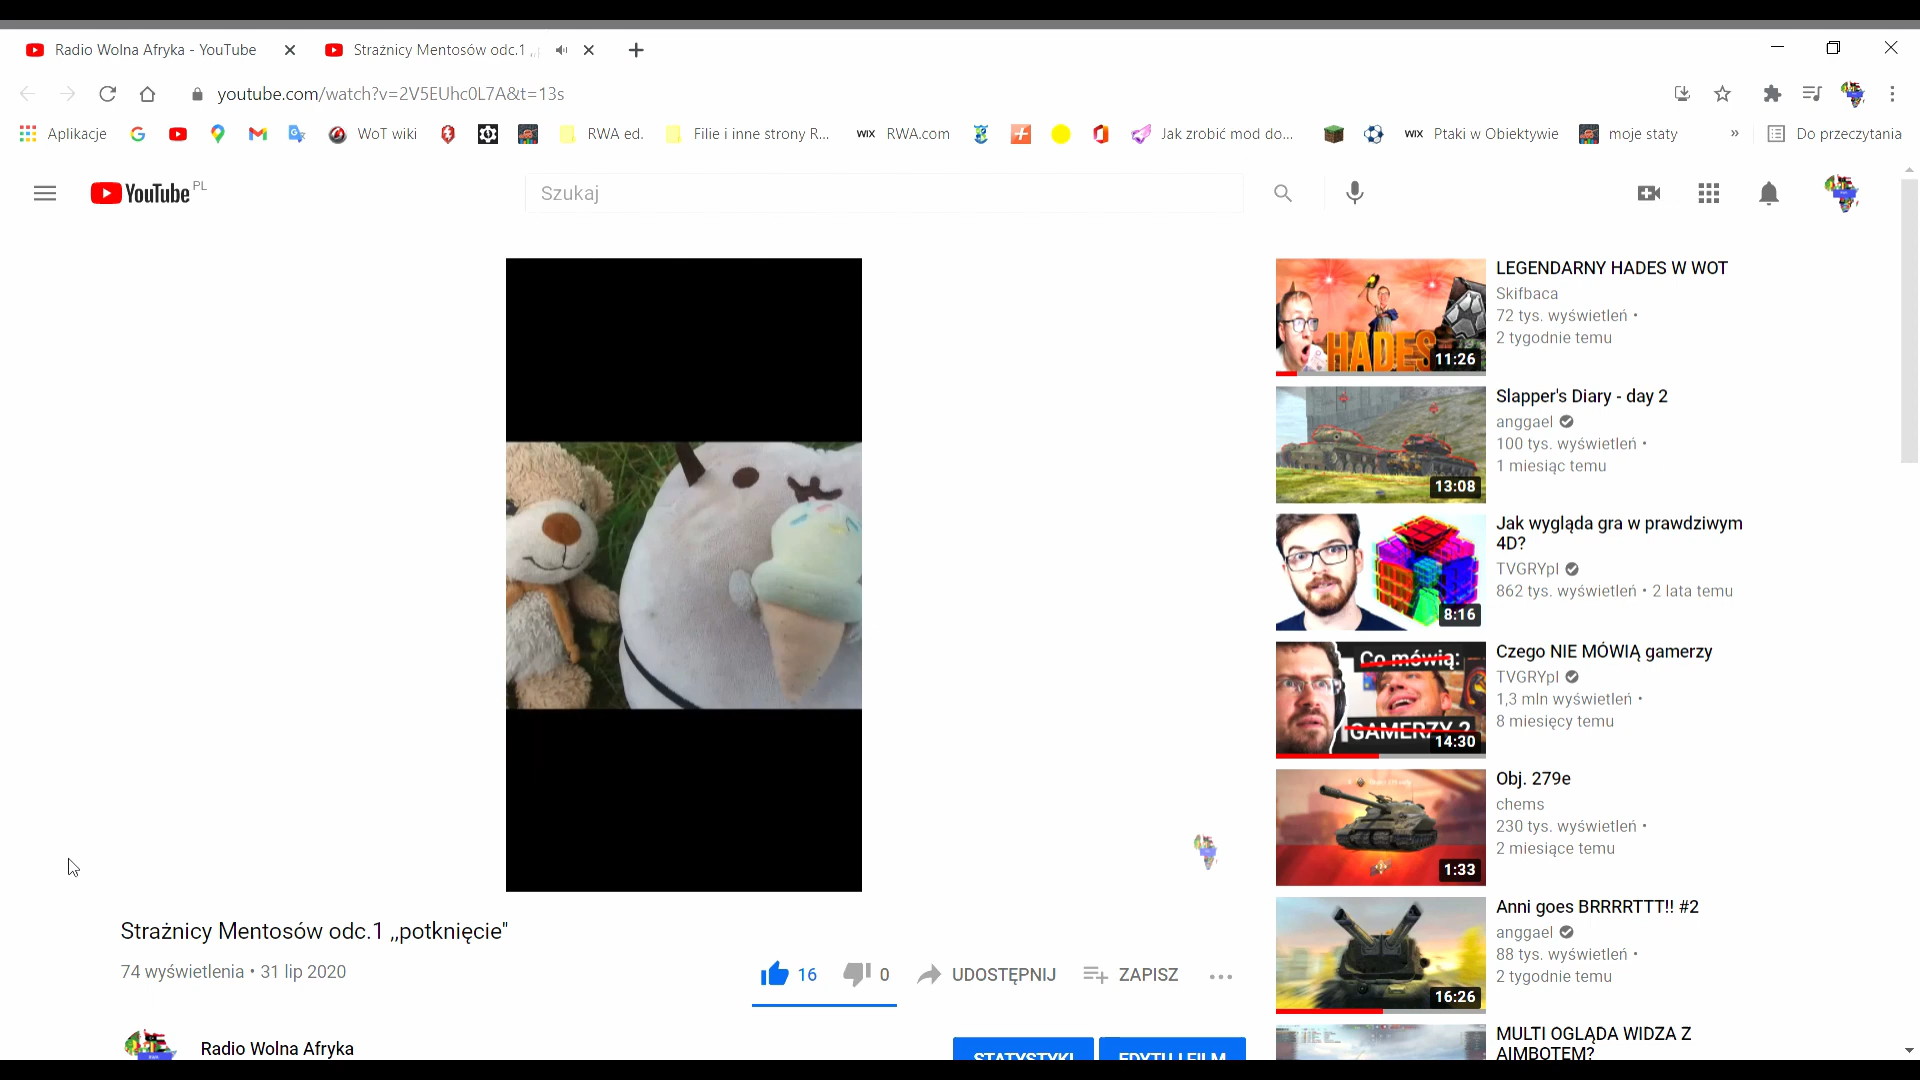 Radio Wolna Afryka - YouTube
Strażnicy Mentosów odc.1 ,,
youtube.com/watch?v=2V5EUhc0L7A&t=13s
Aplikacje
WoT wiki
RWA ed.
Filie i inne strony R...
WIX RWA.com
Jak zrobić mod do...
WIX Ptaki w Obiektywie
moje staty
»
Do przeczytania
YouTube PL
Szukaj
HADES
11:26
LEGENDARNY HADES W WOT
Skifbaca
72 tys. wyświetleń •
2 tygodnie temu
13:08
Slapper's Diary - day 2
anggael
100 tys. wyświetleń •
1 miesiąc temu
8:16
Jak wygląda gra w prawdziwym
4D?
TVGRYpl
862 tys. wyświetleń • 2 lata temu
Co mówią:
GAMERZY 2
14:30
Czego NIE MÓWIĄ gamerzy
TVGRYpl
1,3 mln wyświetleń •
8 miesięcy temu
1:33
Obj. 279e
chems
230 tys. wyświetleń •
2 miesiące temu
16:26
Anni goes BRRRRTTT!! #2
anggael
88 tys. wyświetleń •
2 tygodnie temu
MULTI OGLĄDA WIDZA Z
AIMBOTEM?
Strażnicy Mentosów odc.1 ,,potknięcie"
74 wyświetlenia • 31 lip 2020
16
0
UDOSTĘPNIJ
ZAPISZ
Radio Wolna Afryka
STATYSTYKI
EDYTUJ FILM